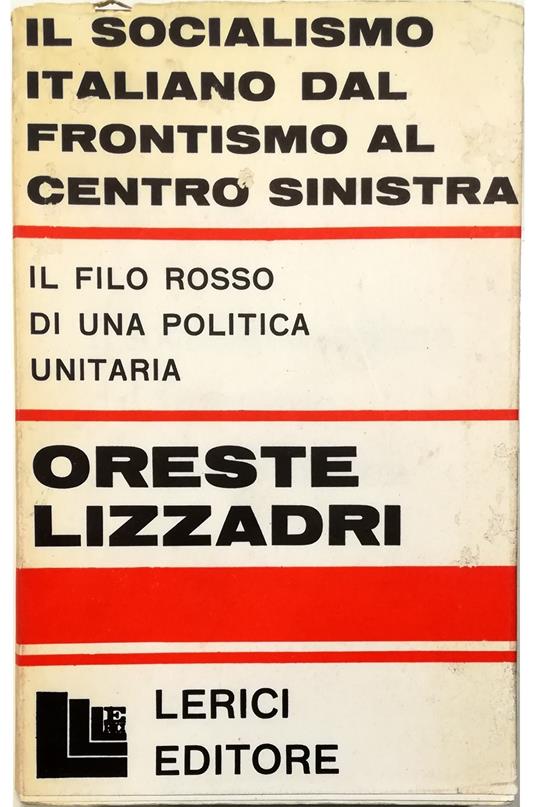 IL SOCIALISMO
ITALIANO DAL
FRONTISMO AL
CENTRO SINISTRA
IL FILO ROSSO
DI UNA POLITICA
UNITARIA
ORESTE
LIZZADRI
LERICI
EDITORE